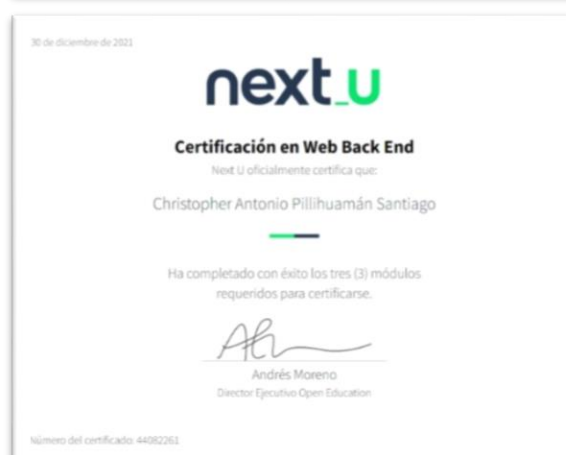 30 de diciembre de 2021
next_u
Certificación en Web Back End
Next U oficialmente certifica que:
Christopher Antonio Pillihuamán Santiago
Ha completado con éxito los tres (3) módulos
requeridos para certificarse.
Andrés Moreno
Director Ejecutivo Open Education
Número del certificado: 44082261